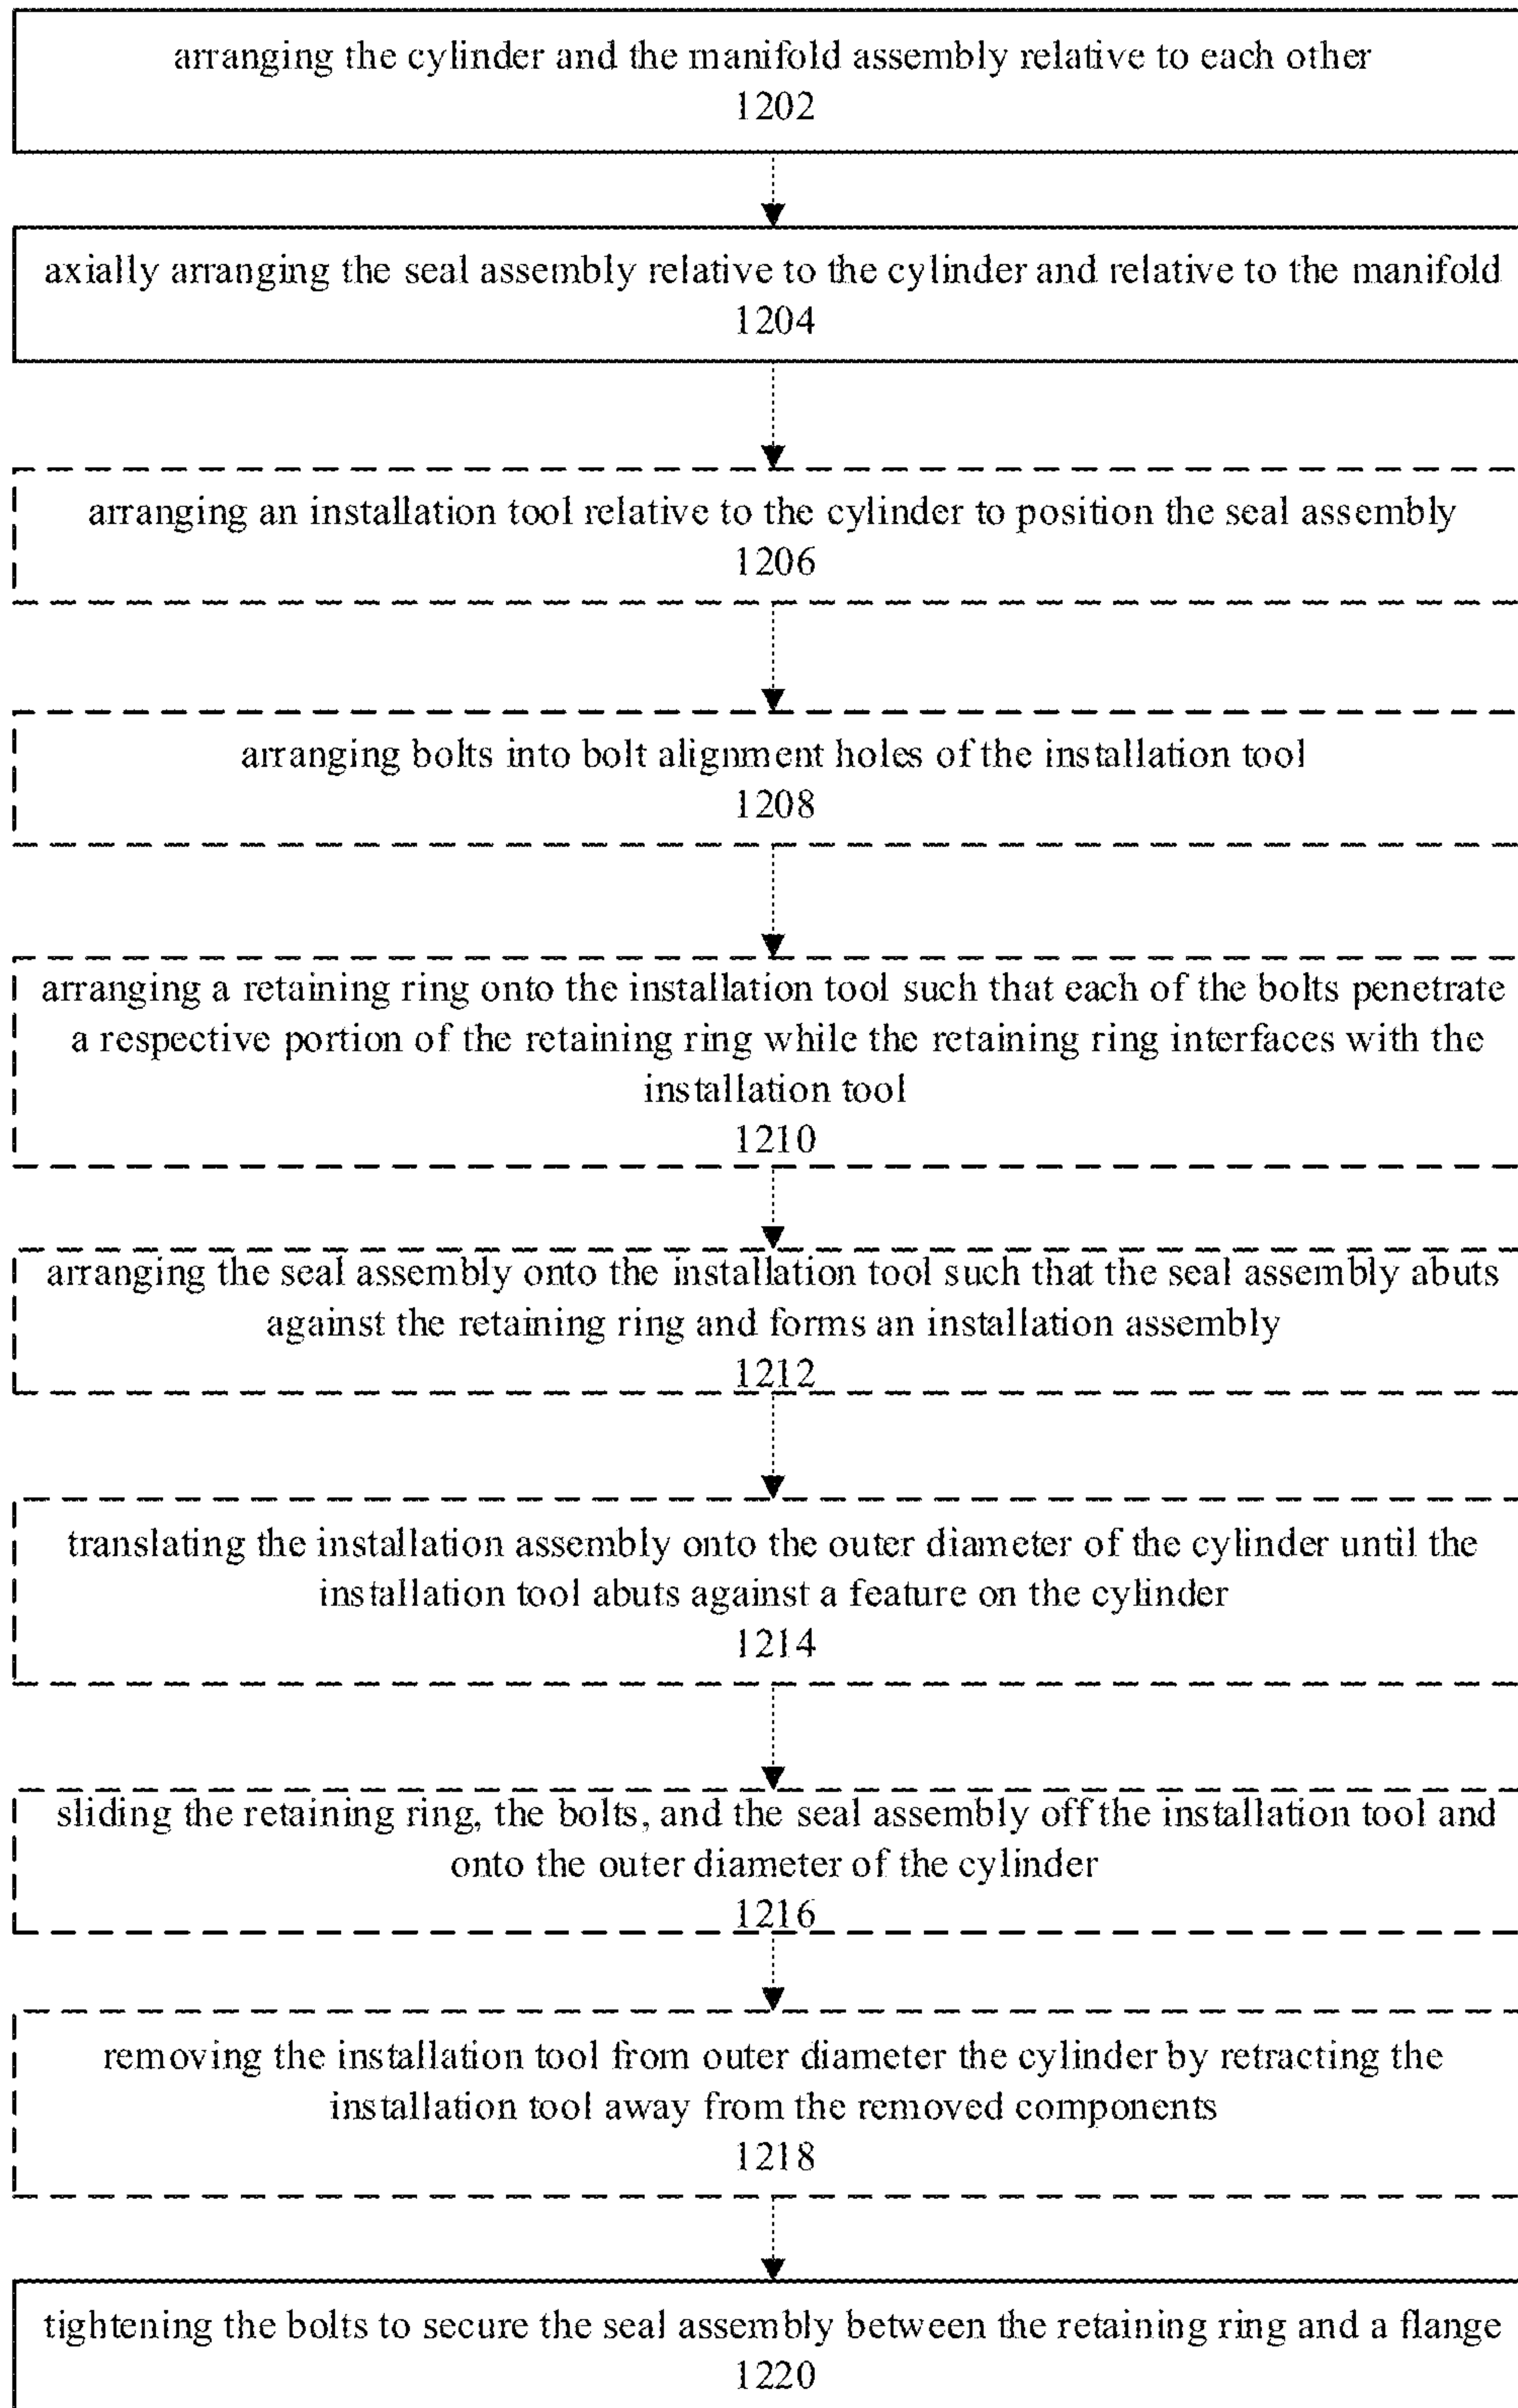 arranging the cylinder and the manifold assembly relative to each other
1202
axially arranging the seal assembly relative to the cylinder and relative to the manifold
1204
arranging an installation tool relative to the cylinder to position the seal assembly
1206
arranging bolts into bolt alignment holes of the installation tool
1208
arranging a retaining ring onto the installation tool such that each of the bolts penetrate
a respective portion of the retaining ring while the retaining ring interfaces with the
installation tool
1210
arranging the seal assembly onto the installation tool such that the seal assembly abuts
against the retaining ring and forms an installation assembly
1212
translating the installation assembly onto the outer diameter of the cylinder until the
installation tool abuts against a feature on the cylinder
1214
sliding the retaining ring, the bolts, and the seal assembly off the installation tool and
onto the outer diameter of the cylinder
1216
removing the installation tool from outer diameter the cylinder by retracting the
installation tool away from the removed components
1218
tightening the bolts to secure the seal assembly between the retaining ring and a flange
1220